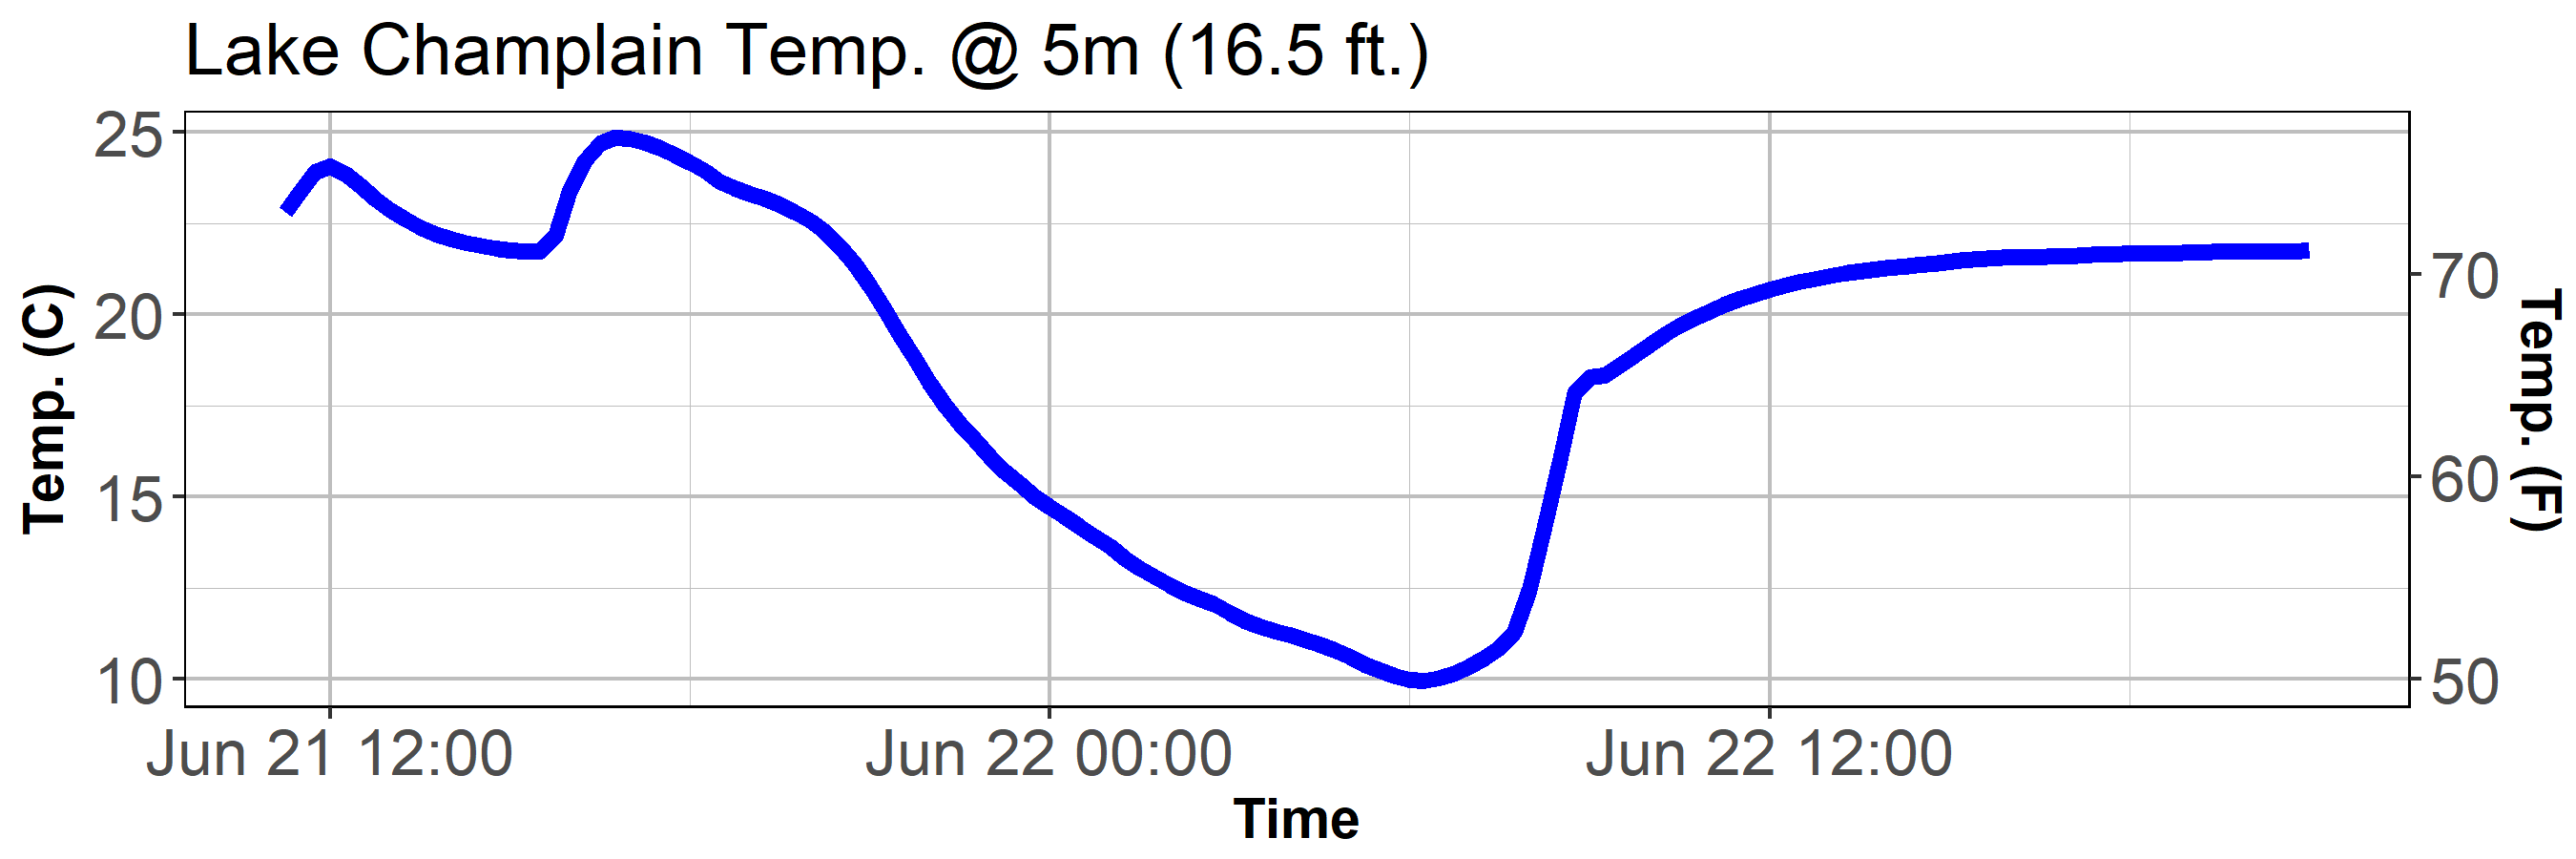 Lake Champlain Temp. @ 5m (16.5 ft.)
Temp. (C)
25
20
15
10
70
60
50
Temp. (F)
Jun 21 12:00
Jun 22 00:00
Jun 22 12:00
Time